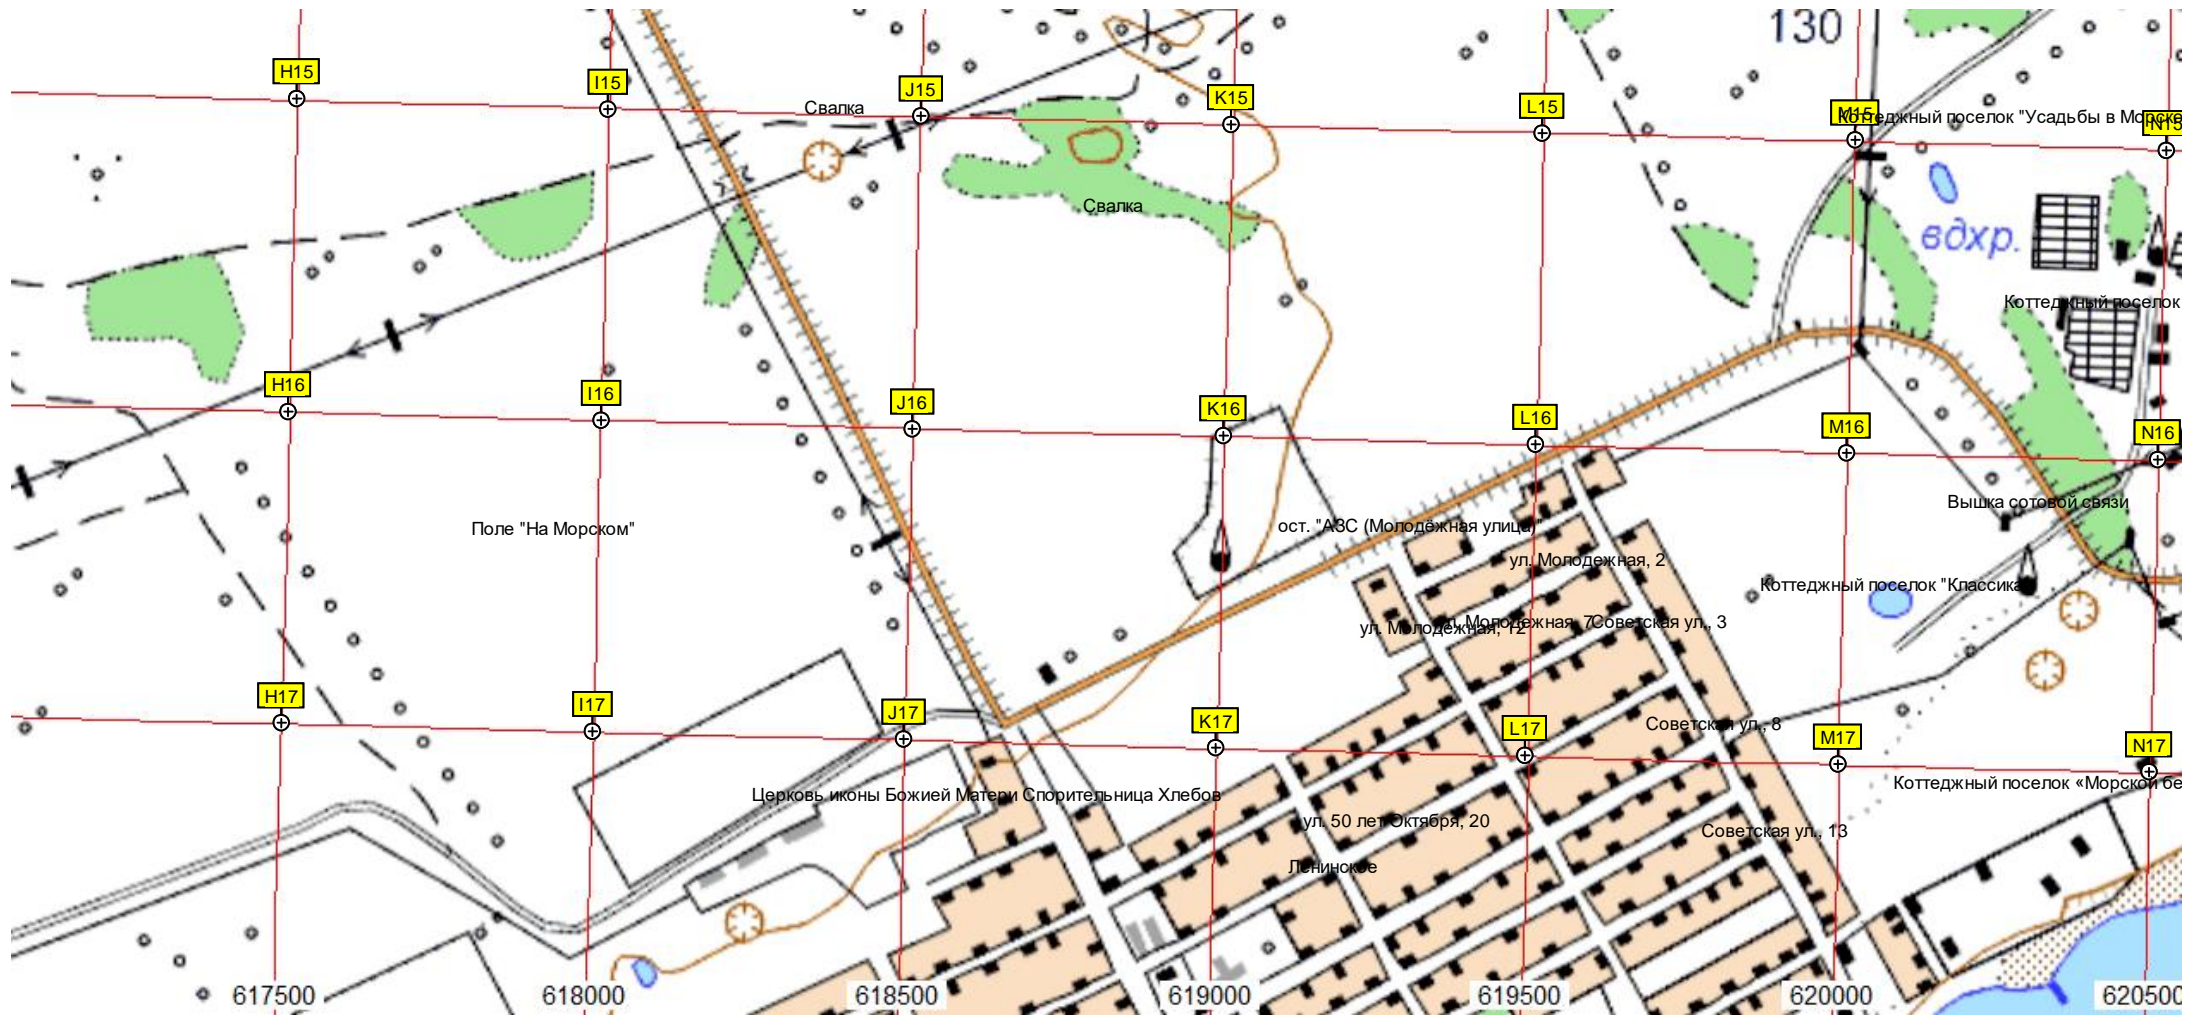 130
H15
I15
J15
K15
L15
M15
N15
Свалка
Коттеджный поселок "Усадьбы в Морско
Свалка
вдхр.
Коттеджный поселок
H16
I16
J16
K16
L16
M16
N16
Вышка сотовой связи
Поле "На Морском"
ост. "АЗС (Молодёжная улица)"
ул. Молодежная, 2
Коттеджный поселок "Классика"
ул. Молодежная, 12
ул. Молодежная, 7
Советская ул., 3
H17
I17
J17
K17
L17
M17
N17
Советская ул., 8
Коттеджный поселок «Морской бе
Церковь иконы Божией Матери Спорительница Хлебов
ул. 50 лет Октября, 20
Советская ул., 13
Ленинское
617500
618000
618500
619000
619500
620000
620500